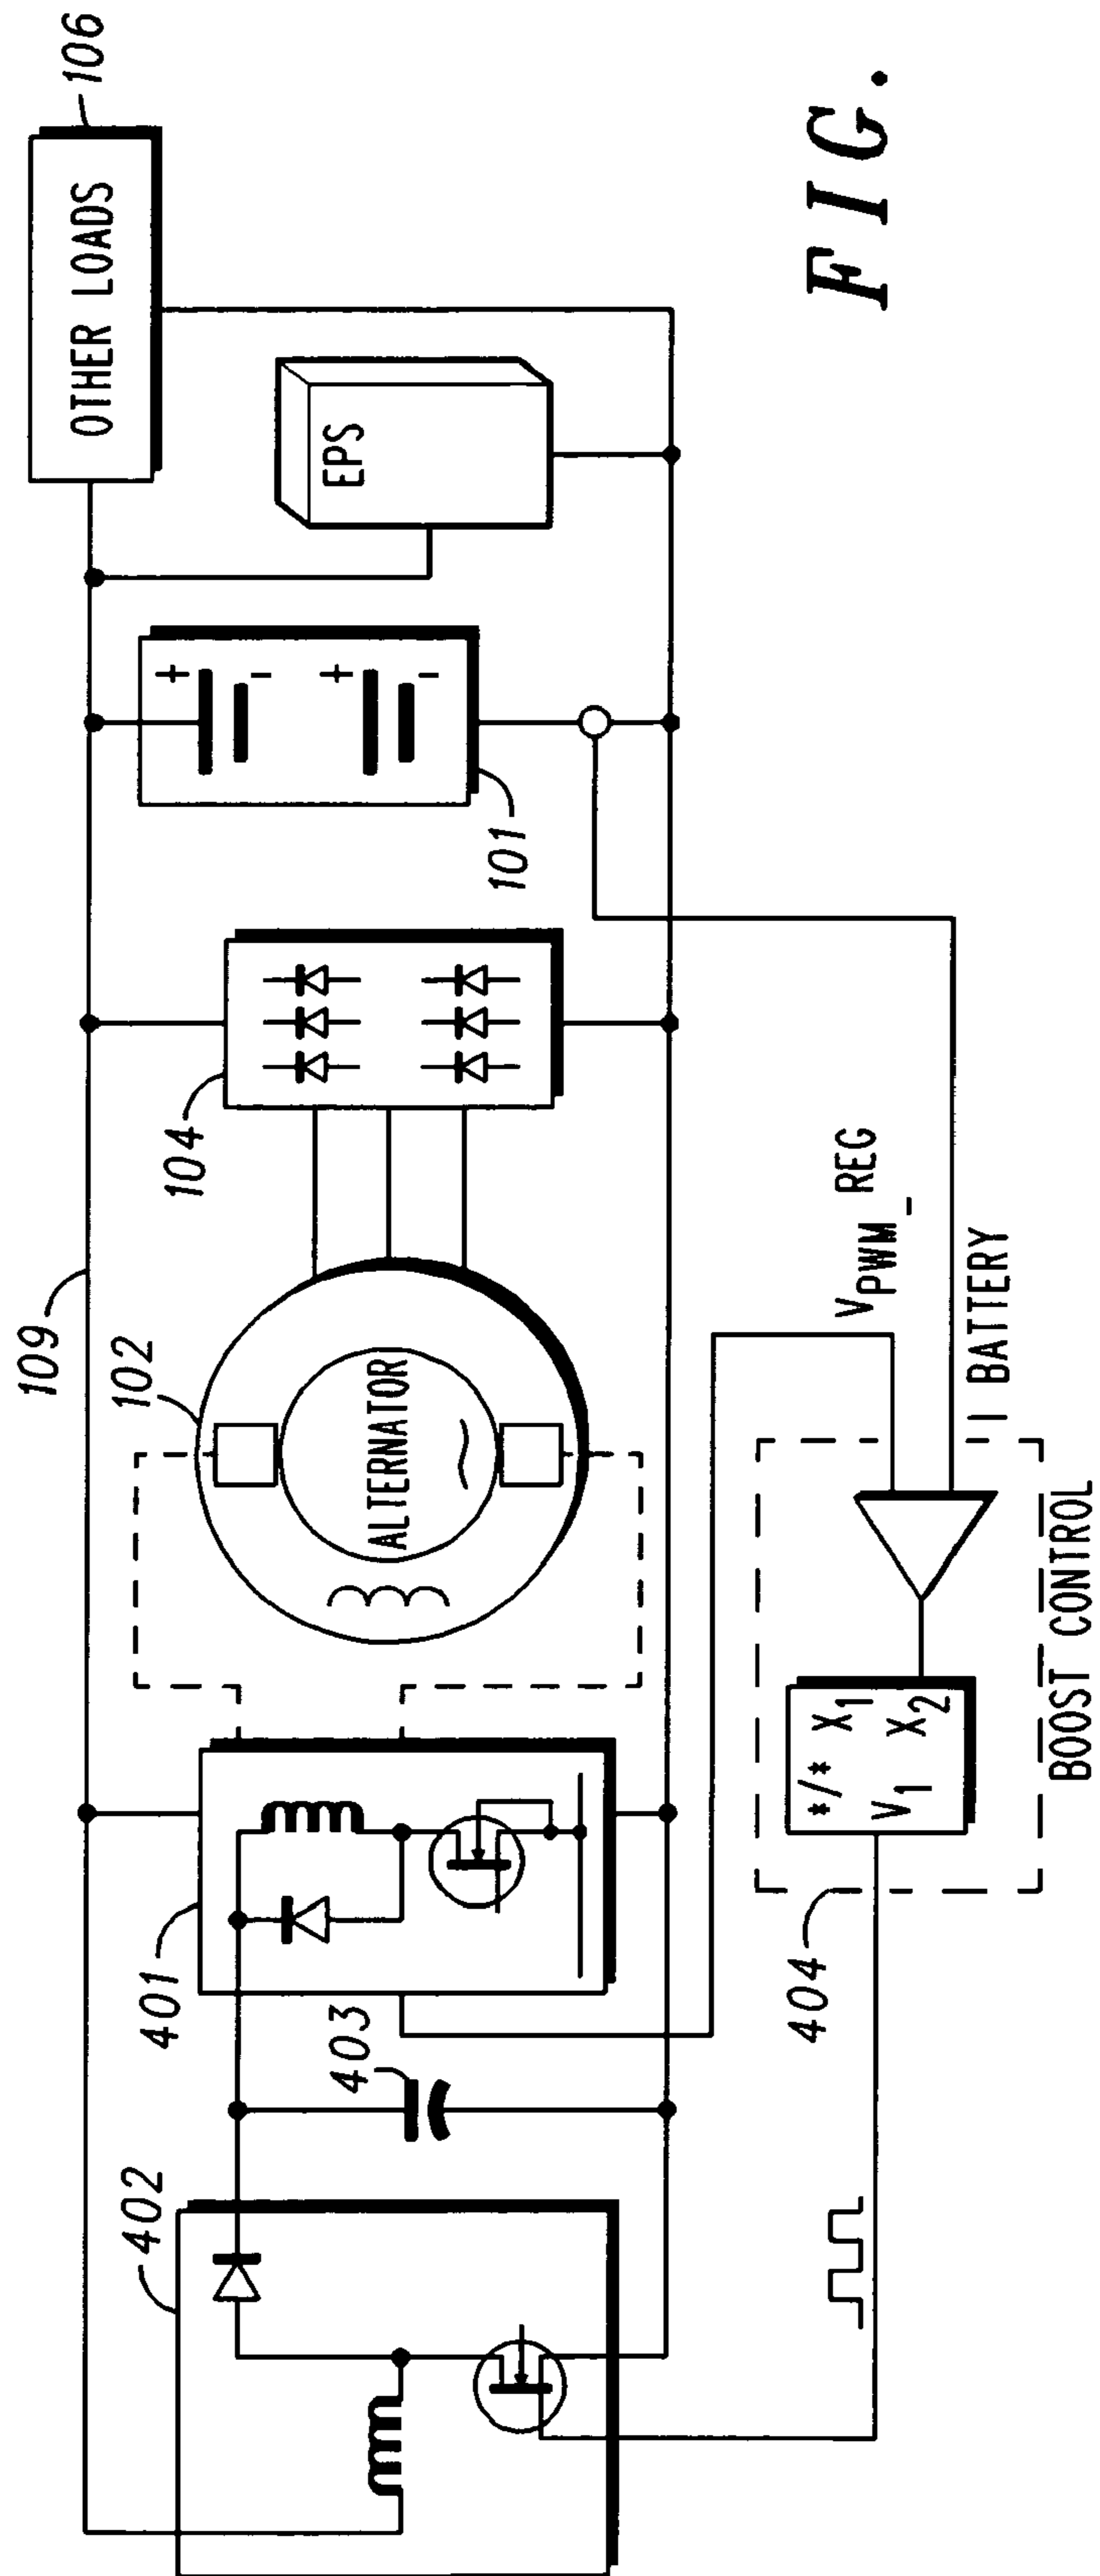 402
403
401
109
102
ALTERNATOR
104
101
+
-
+
-
EPS
OTHER LOADS
106
404
*/* X1
V1 X2
BOOST CONTROL
I BATTERY
VPWM_REG
FIG.